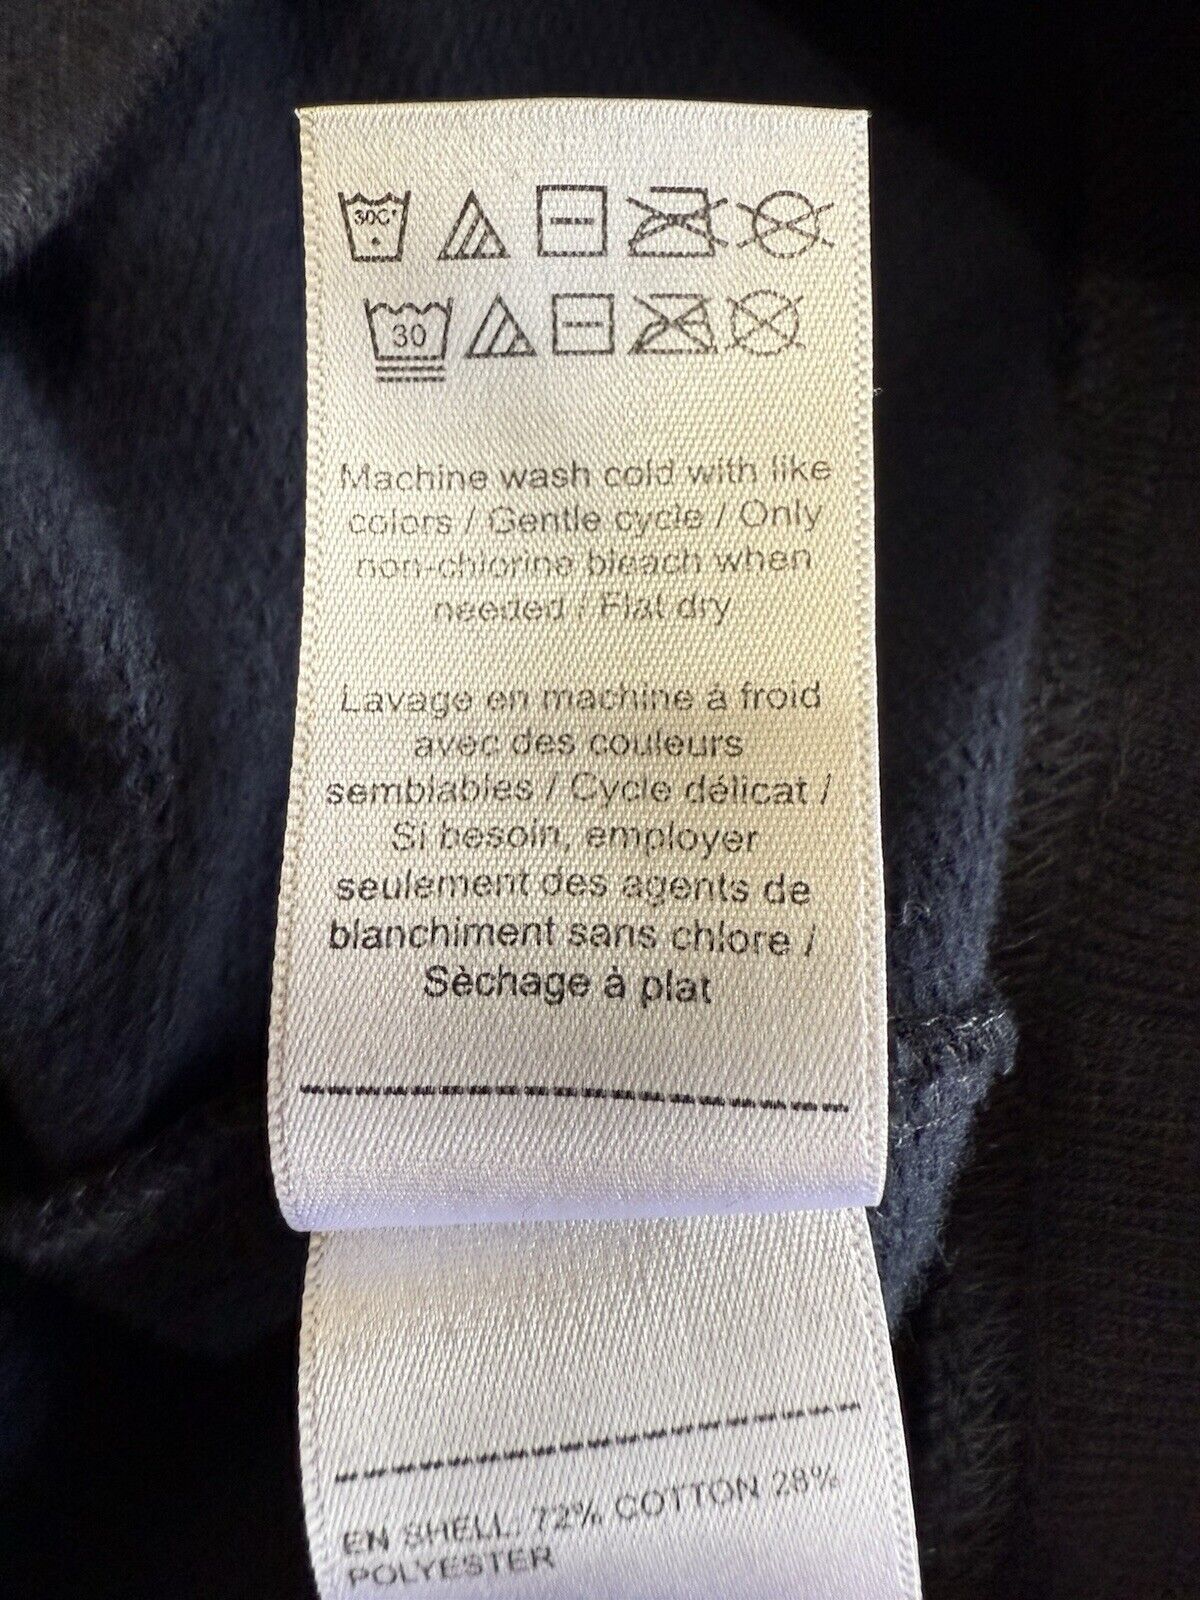 30C°
30
Machine wash cold with like
colors / Gentle cycle / Only
non-chlorine bleach when
needed / Flat dry
Lavage en machine à froid
avec des couleurs
semblables / Cycle délicat /
Si besoin, employer
seulement des agents de
blanchiment sans chlore /
Sèchage à plat
EN SHELL: 72% COTTON 28%
POLYESTER